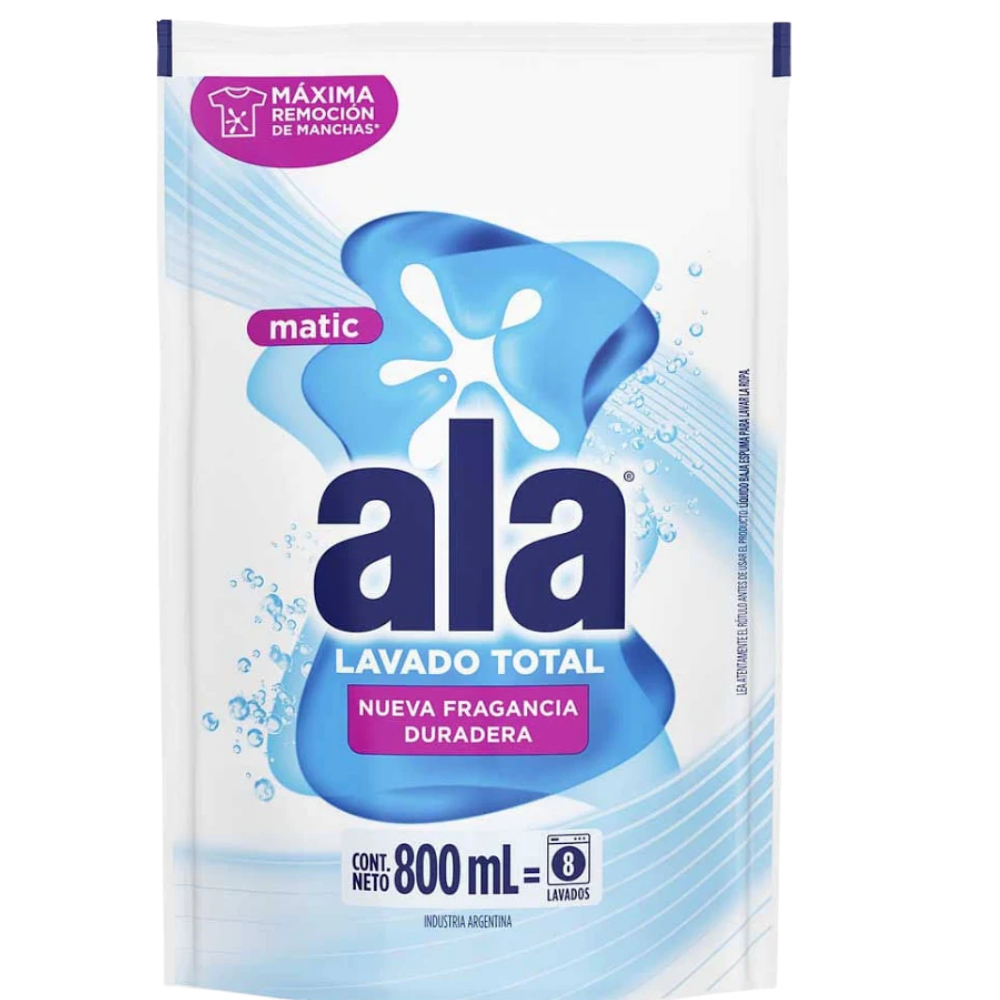 MÁXIMA
REMOCIÓN
DE MANCHAS*
matic
ala®
LAVADO TOTAL
NUEVA FRAGANCIA
DURADERA
CONT.
NETO 800 mL = 8
LAVADOS
INDUSTRIA ARGENTINA
LEA ATENTAMENTE EL RÓTULO ANTES DE USAR EL PRODUCTO LÍQUIDO BAJA ESPUMA PARA LAVAR LA ROPA